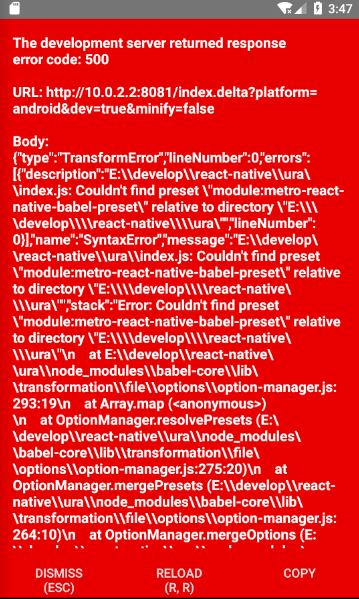 3:47
The development server returned response
error code: 500
URL: http://10.0.2.2:8081/index.delta?platform=
android&dev=true&minify=false
Body:
{"type":"TransformError","lineNumber":0,"errors":
[{"description":"E:\\develop\\react-native\\ura\
\index.js: Couldn't find preset \"module:metro-react-
native-babel-preset\" relative to directory \"E:\\\
\develop\\\\react-native\\\\ura\"","lineNumber":
0}],"name":"SyntaxError","message":"E:\\develop\
\react-native\\ura\\index.js: Couldn't find preset
\"module:metro-react-native-babel-preset\" relative
to directory \"E:\\\\develop\\\\react-native\
\\\ura\"","stack":"Error: Couldn't find preset
\"module:metro-react-native-babel-preset\" relative
to directory \"E:\\\\develop\\\\react-native\
\\\ura\"\n    at E:\\develop\\react-native\
\ura\\node_modules\\babel-core\\lib\
\transformation\\file\\options\\option-manager.js:
293:19\n    at Array.map (<anonymous>)
\n    at OptionManager.resolvePresets (E:\
\develop\\react-native\\ura\\node_modules\
\babel-core\\lib\\transformation\\file\
\options\\option-manager.js:275:20)\n    at
OptionManager.mergePresets (E:\\develop\\react-
native\\ura\\node_modules\\babel-core\\lib\
\transformation\\file\\options\\option-manager.js:
264:10)\n    at OptionManager.mergeOptions (E:
DISMISS
(ESC)
RELOAD
(R, R)
COPY